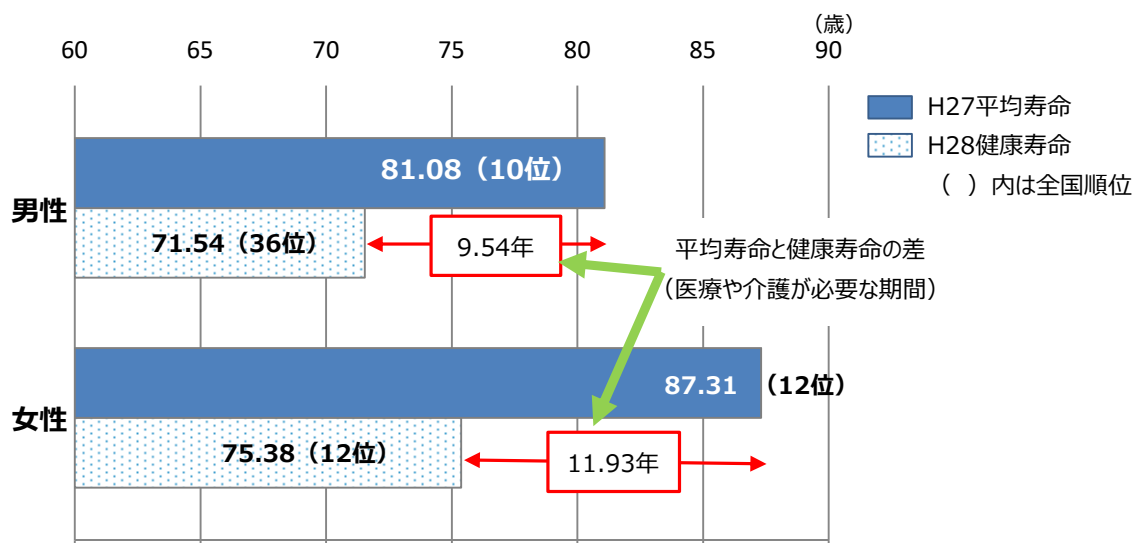 （歳）
60 65 70 75 80 85 90
H27平均寿命
H28健康寿命
（　）内は全国順位
男性
81.08（10位）
71.54（36位）
9.54年
平均寿命と健康寿命の差
（医療や介護が必要な期間）
女性
87.31（12位）
75.38（12位）
11.93年